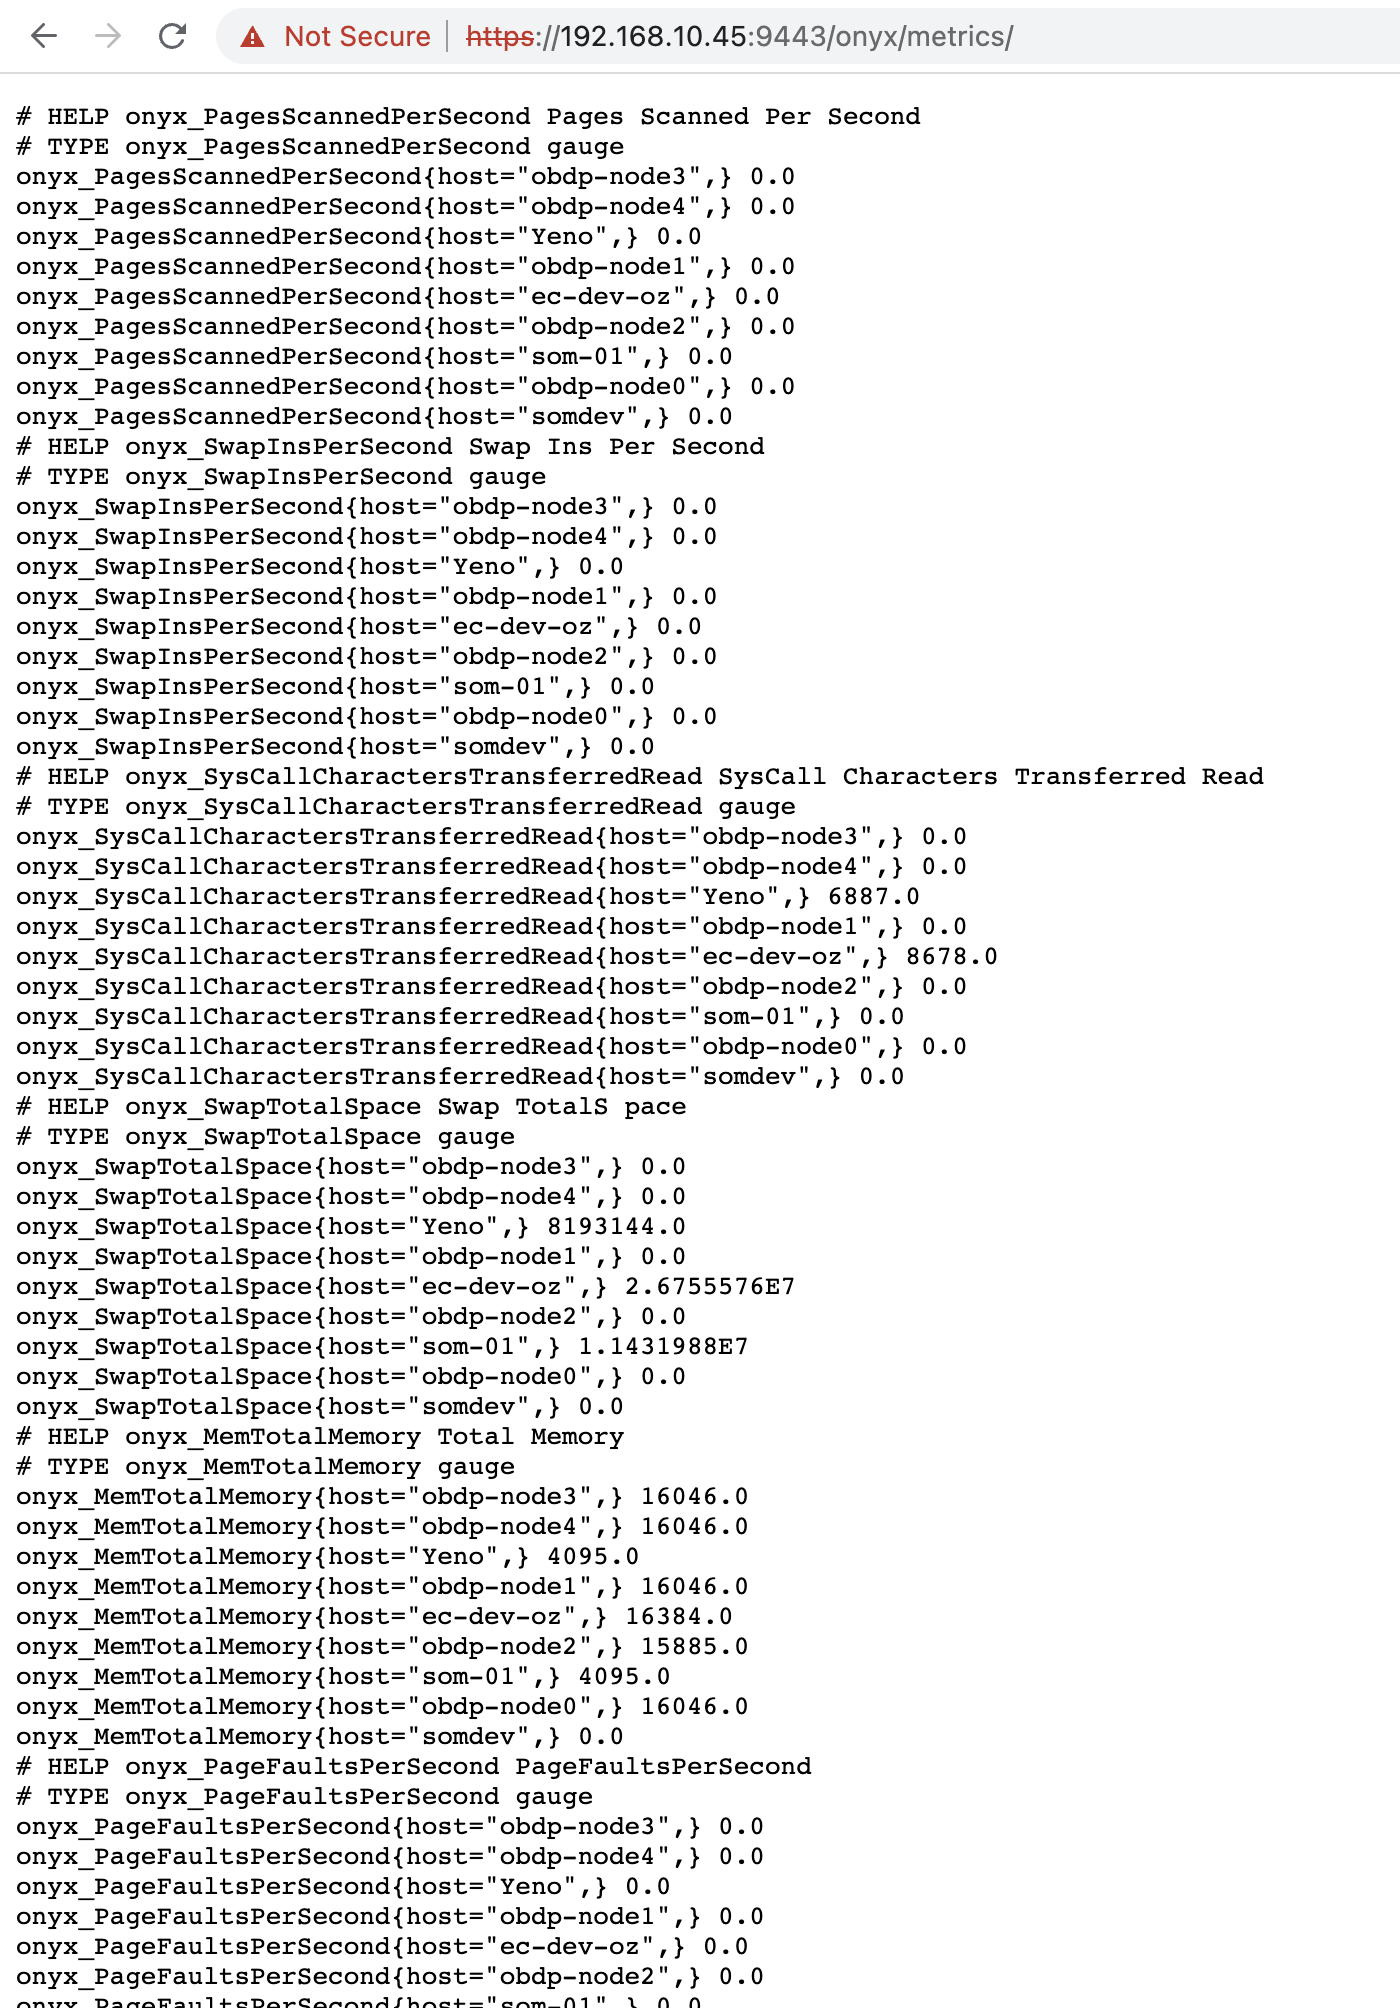 Not Secure | https://192.168.10.45:9443/onyx/metrics/
# HELP onyx_PagesScannedPerSecond Pages Scanned Per Second
# TYPE onyx_PagesScannedPerSecond gauge
onyx_PagesScannedPerSecond{host="obdp-node3",} 0.0
onyx_PagesScannedPerSecond{host="obdp-node4",} 0.0
onyx_PagesScannedPerSecond{host="Yeno",} 0.0
onyx_PagesScannedPerSecond{host="obdp-node1",} 0.0
onyx_PagesScannedPerSecond{host="ec-dev-oz",} 0.0
onyx_PagesScannedPerSecond{host="obdp-node2",} 0.0
onyx_PagesScannedPerSecond{host="som-01",} 0.0
onyx_PagesScannedPerSecond{host="obdp-node0",} 0.0
onyx_PagesScannedPerSecond{host="somdev",} 0.0
# HELP onyx_SwapInsPerSecond Swap Ins Per Second
# TYPE onyx_SwapInsPerSecond gauge
onyx_SwapInsPerSecond{host="obdp-node3",} 0.0
onyx_SwapInsPerSecond{host="obdp-node4",} 0.0
onyx_SwapInsPerSecond{host="Yeno",} 0.0
onyx_SwapInsPerSecond{host="obdp-node1",} 0.0
onyx_SwapInsPerSecond{host="ec-dev-oz",} 0.0
onyx_SwapInsPerSecond{host="obdp-node2",} 0.0
onyx_SwapInsPerSecond{host="som-01",} 0.0
onyx_SwapInsPerSecond{host="obdp-node0",} 0.0
onyx_SwapInsPerSecond{host="somdev",} 0.0
# HELP onyx_SysCallCharactersTransferredRead SysCall Characters Transferred Read
# TYPE onyx_SysCallCharactersTransferredRead gauge
onyx_SysCallCharactersTransferredRead{host="obdp-node3",} 0.0
onyx_SysCallCharactersTransferredRead{host="obdp-node4",} 0.0
onyx_SysCallCharactersTransferredRead{host="Yeno",} 6887.0
onyx_SysCallCharactersTransferredRead{host="obdp-node1",} 0.0
onyx_SysCallCharactersTransferredRead{host="ec-dev-oz",} 8678.0
onyx_SysCallCharactersTransferredRead{host="obdp-node2",} 0.0
onyx_SysCallCharactersTransferredRead{host="som-01",} 0.0
onyx_SysCallCharactersTransferredRead{host="obdp-node0",} 0.0
onyx_SysCallCharactersTransferredRead{host="somdev",} 0.0
# HELP onyx_SwapTotalSpace Swap TotalS pace
# TYPE onyx_SwapTotalSpace gauge
onyx_SwapTotalSpace{host="obdp-node3",} 0.0
onyx_SwapTotalSpace{host="obdp-node4",} 0.0
onyx_SwapTotalSpace{host="Yeno",} 8193144.0
onyx_SwapTotalSpace{host="obdp-node1",} 0.0
onyx_SwapTotalSpace{host="ec-dev-oz",} 2.6755576E7
onyx_SwapTotalSpace{host="obdp-node2",} 0.0
onyx_SwapTotalSpace{host="som-01",} 1.1431988E7
onyx_SwapTotalSpace{host="obdp-node0",} 0.0
onyx_SwapTotalSpace{host="somdev",} 0.0
# HELP onyx_MemTotalMemory Total Memory
# TYPE onyx_MemTotalMemory gauge
onyx_MemTotalMemory{host="obdp-node3",} 16046.0
onyx_MemTotalMemory{host="obdp-node4",} 16046.0
onyx_MemTotalMemory{host="Yeno",} 4095.0
onyx_MemTotalMemory{host="obdp-node1",} 16046.0
onyx_MemTotalMemory{host="ec-dev-oz",} 16384.0
onyx_MemTotalMemory{host="obdp-node2",} 15885.0
onyx_MemTotalMemory{host="som-01",} 4095.0
onyx_MemTotalMemory{host="obdp-node0",} 16046.0
onyx_MemTotalMemory{host="somdev",} 0.0
# HELP onyx_PageFaultsPerSecond PageFaultsPerSecond
# TYPE onyx_PageFaultsPerSecond gauge
onyx_PageFaultsPerSecond{host="obdp-node3",} 0.0
onyx_PageFaultsPerSecond{host="obdp-node4",} 0.0
onyx_PageFaultsPerSecond{host="Yeno",} 0.0
onyx_PageFaultsPerSecond{host="obdp-node1",} 0.0
onyx_PageFaultsPerSecond{host="ec-dev-oz",} 0.0
onyx_PageFaultsPerSecond{host="obdp-node2",} 0.0
onyx_PageFaultsPerSecond{host="som-01",} 0.0